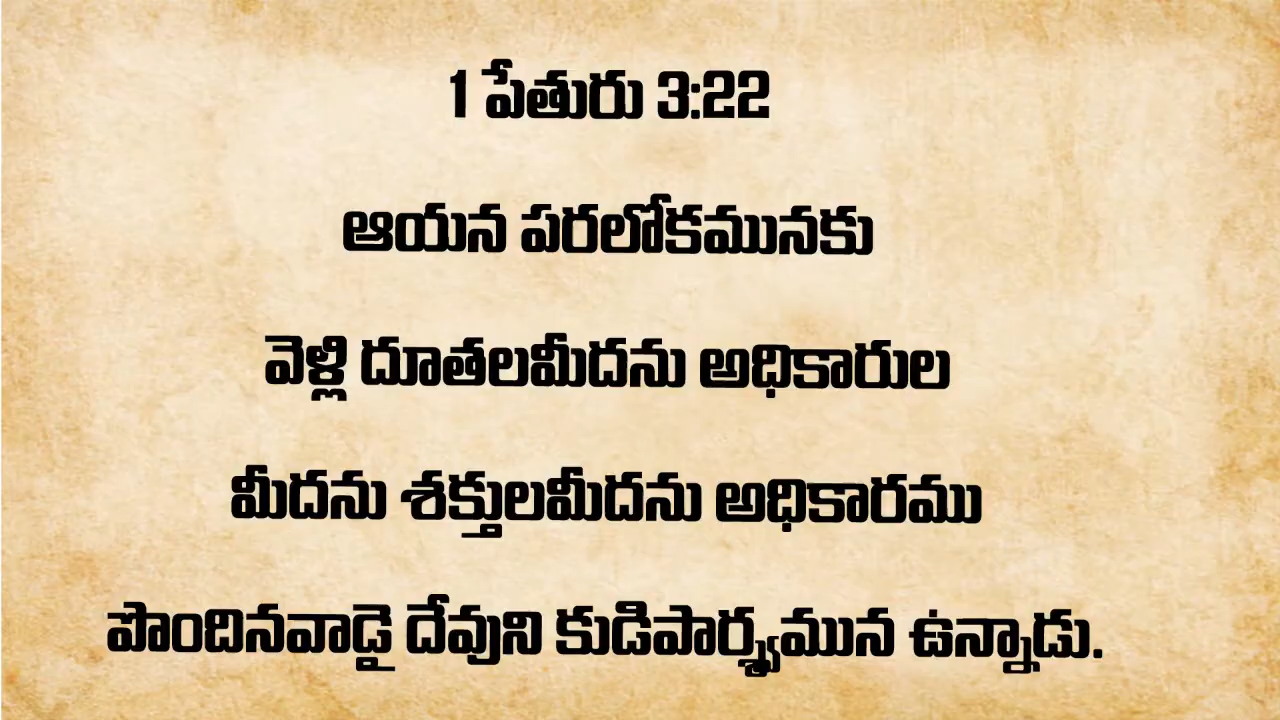 1 పేతురు 3:22
ఆయన పరలోకమునకు
వెళ్లి దూతలమీదను అధికారుల
మీదను శక్తులమీదను అధికారము
పొందినవాడై దేవుని కుడిపార్శ్వమున ఉన్నాడు.